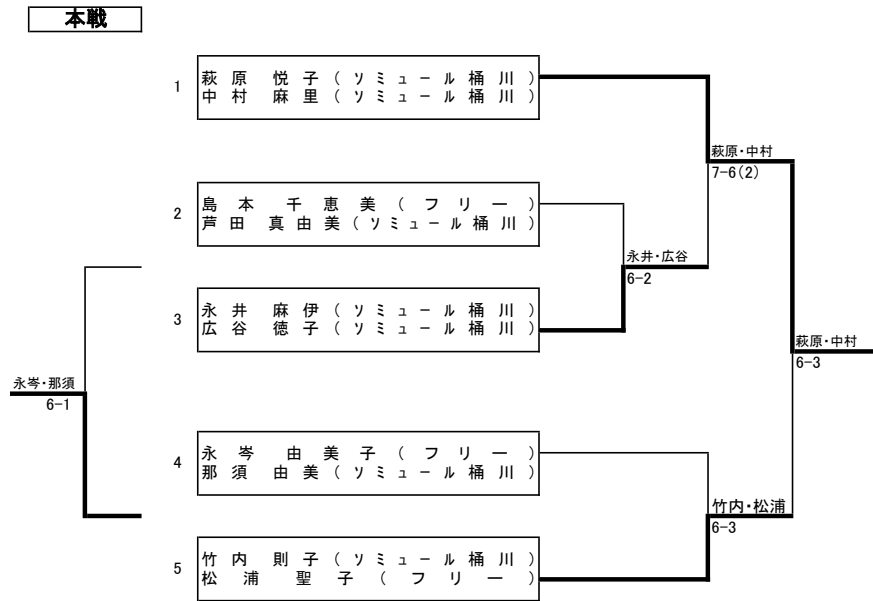 本戦
1
萩原 悦子(ソミュール桶川)
中村 麻里(ソミュール桶川)
萩原・中村
7-6(2)
2
島本 千恵美(フリー)
芦田 真由美(ソミュール桶川)
永井・広谷
6-2
3
永井 麻伊(ソミュール桶川)
広谷 徳子(ソミュール桶川)
萩原・中村
6-3
永岑・那須
6-1
4
永岑 由美子(フリー)
那須 由美(ソミュール桶川)
竹内・松浦
6-3
5
竹内 則子(ソミュール桶川)
松浦 聖子(フリー)